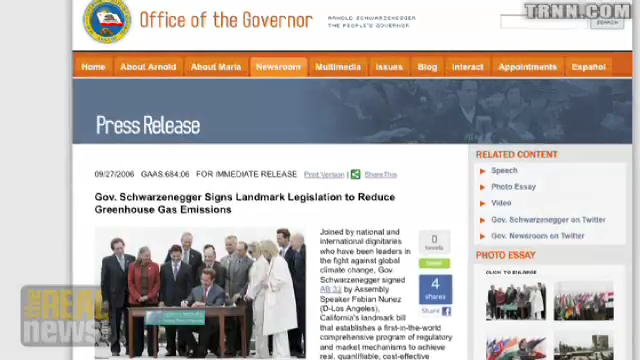 Office of the Governor
ARNOLD SCHWARZENEGGER
THE PEOPLE'S GOVERNOR
TRNN.COM
SEARCH
Home About Arnold About Maria Newsroom Multimedia Issues Blog Interact Appointments Español
Press Release
09/27/2006 GAAS:684:06 FOR IMMEDIATE RELEASE Print Version | ShareThis
Gov. Schwarzenegger Signs Landmark Legislation to Reduce
Greenhouse Gas Emissions
Joined by national and
international dignitaries
who have been leaders in
the fight against global
climate change, Gov.
Schwarzenegger signed
AB 32 by Assembly
Speaker Fabian Nunez
(D-Los Angeles),
California's landmark bill
that establishes a first-in-the-world
comprehensive program of regulatory
and market mechanisms to achieve
real, quantifiable, cost-effective
0
tweets
tweet
4
shares
Share
RELATED CONTENT
Speech
Photo Essay
Video
Gov. Schwarzenegger on Twitter
Gov. Newsroom on Twitter
PHOTO ESSAY
CLICK TO ENLARGE
the REAL
news.com